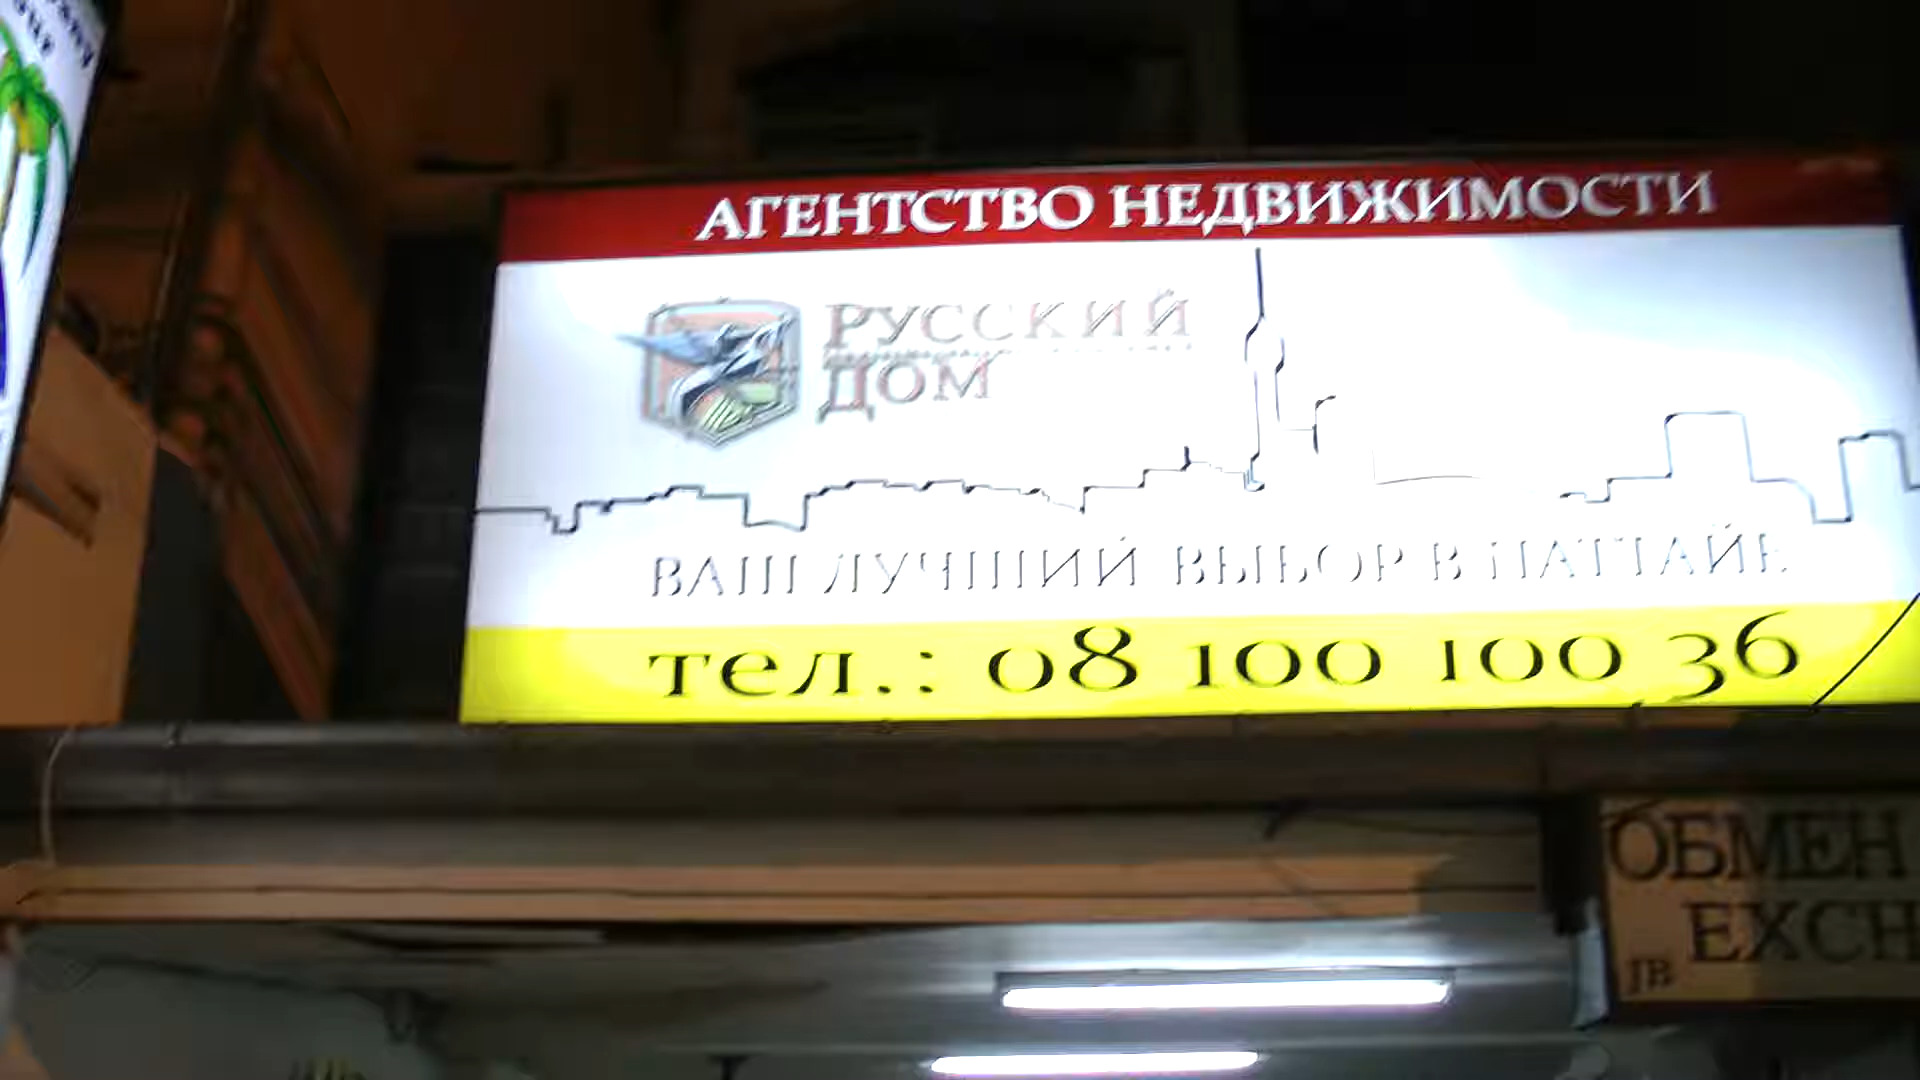 АГЕНТСТВО НЕДВИЖИМОСТИ
РУССКИЙ
ДОМ
ВАШ ЛУЧШИЙ ВЫБОР В ПАТТАЙЕ
тел.: 08 100 100 36
ОБМЕН
EXCH